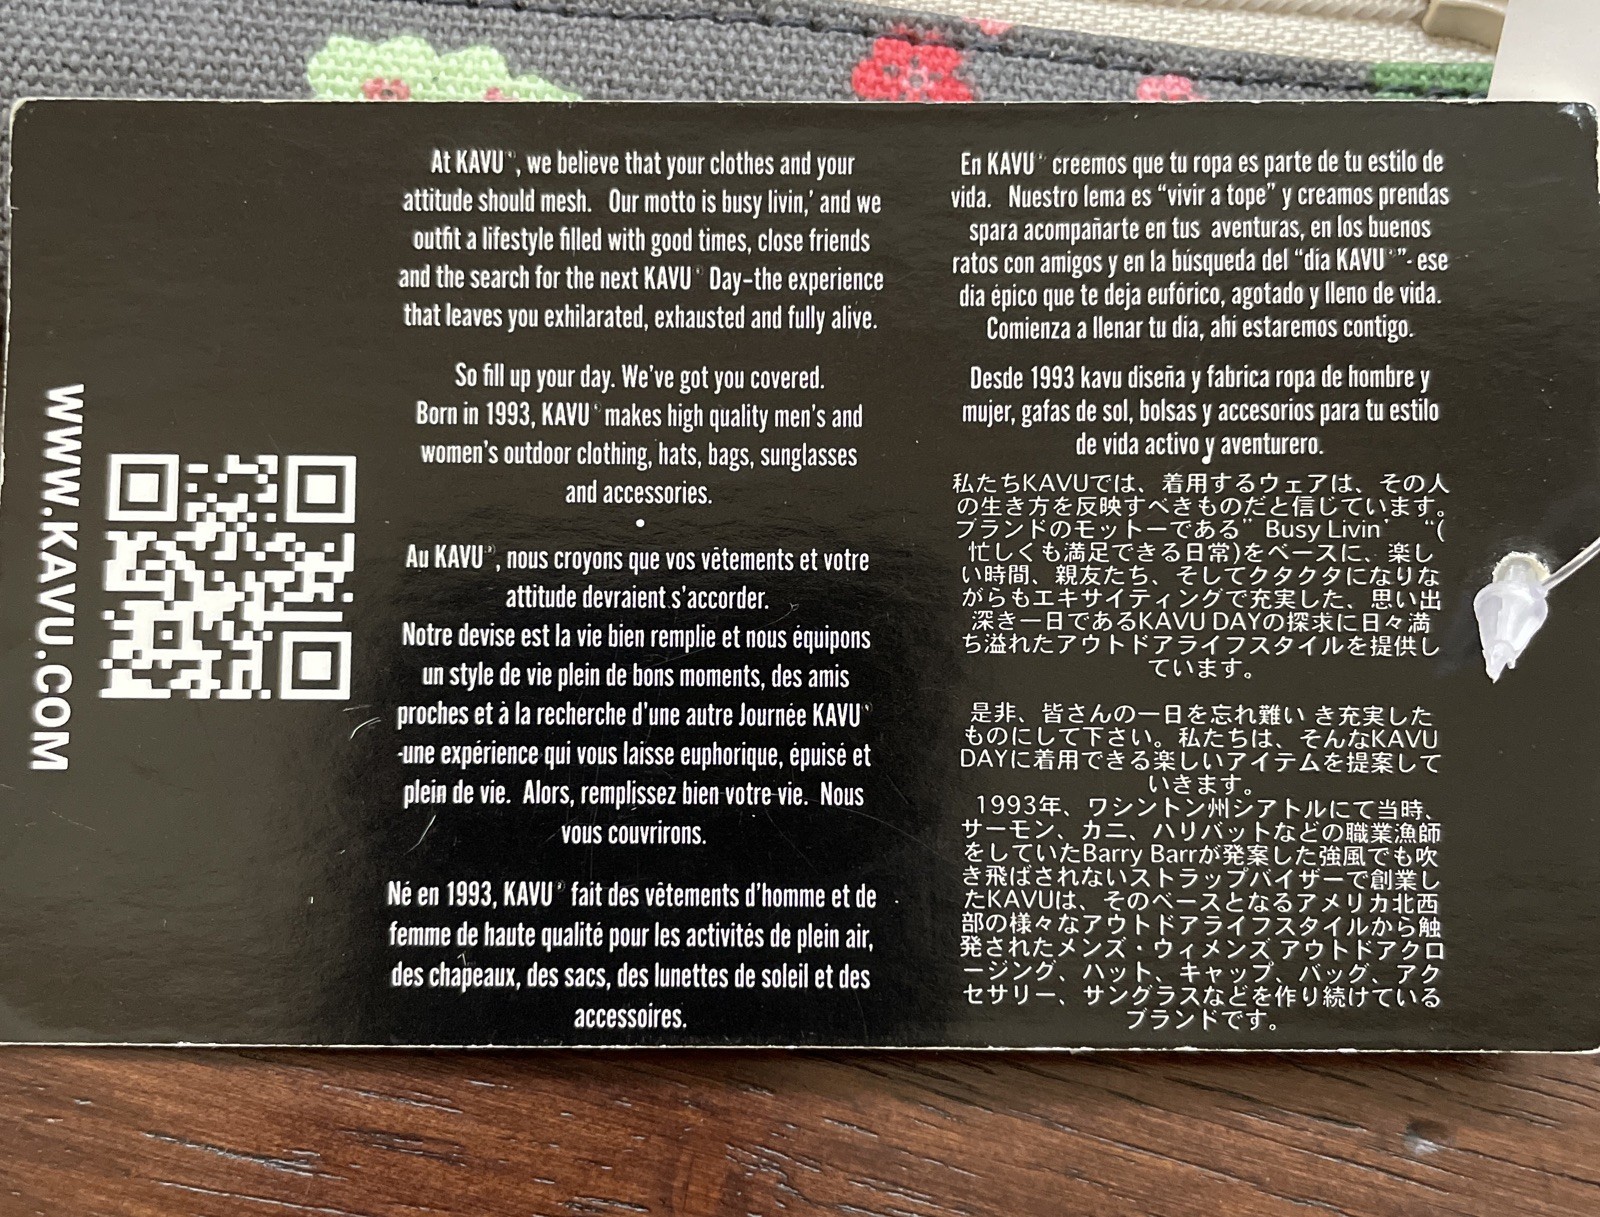 WWW.KAVU.COM
At KAVU®, we believe that your clothes and your
attitude should mesh. Our motto is busy livin,' and we
outfit a lifestyle filled with good times, close friends
and the search for the next KAVU® Day–the experience
that leaves you exhilarated, exhausted and fully alive.
So fill up your day. We've got you covered.
Born in 1993, KAVU® makes high quality men's and
women's outdoor clothing, hats, bags, sunglasses
and accessories.
•
Au KAVU®, nous croyons que vos vêtements et votre
attitude devraient s'accorder.
Notre devise est la vie bien remplie et nous équipons
un style de vie plein de bons moments, des amis
proches et à la recherche d'une autre Journée KAVU®
-une expérience qui vous laisse euphorique, épuisé et
plein de vie. Alors, remplissez bien votre vie. Nous
vous couvrirons.
Né en 1993, KAVU® fait des vêtements d'homme et de
femme de haute qualité pour les activités de plein air,
des chapeaux, des sacs, des lunettes de soleil et des
accessoires.
En KAVU® creemos que tu ropa es parte de tu estilo de
vida. Nuestro lema es “vivir a tope” y creamos prendas
spara acompañarte en tus aventuras, en los buenos
ratos con amigos y en la búsqueda del “día KAVU®”- ese
día épico que te deja eufórico, agotado y lleno de vida.
Comienza a llenar tu día, ahi estaremos contigo.
Desde 1993 kavu diseña y fabrica ropa de hombre y
mujer, gafas de sol, bolsas y accesorios para tu estilo
de vida activo y aventurero.
私たちKAVUでは、着用するウェアは、その人
の生き方を反映すべきものだと信じています。
ブランドのモットーである” Busy Livin’ “(
忙しくも満足できる日常)をベースに、楽し
い時間、親友たち、そしてクタクタになりな
がらもエキサイティングで充実した、思い出
深き一日であるKAVU DAYの探求に日々満
ち溢れたアウトドアライフスタイルを提供し
ています。
是非、皆さんの一日を忘れ難い き充実した
ものにして下さい。私たちは、そんなKAVU
DAYに着用できる楽しいアイテムを提案して
いきます。
1993年、ワシントン州シアトルにて当時、
サーモン、カニ、ハリバットなどの職業漁師
をしていたBarry Barrが発案した強風でも吹
き飛ばされないストラップバイザーで創業し
たKAVUは、そのベースとなるアメリカ北西
部の様々なアウトドアライフスタイルから触
発されたメンズ・ウィメンズ アウトドアクロ
ージング、ハット、キャップ、バッグ、アク
セサリー、サングラスなどを作り続けている
ブランドです。